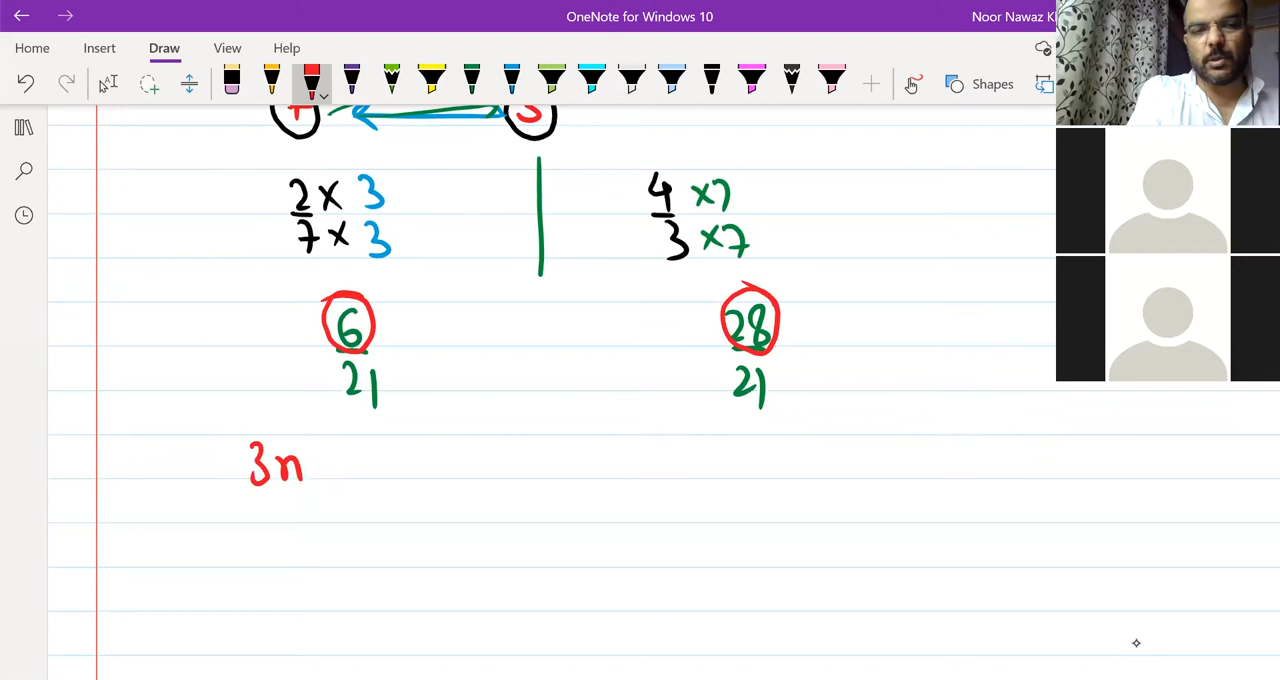 OneNote for Windows 10
Noor Nawaz K
Home Insert Draw View Help
Shapes
2 × 3
7 × 3
4 ×7
3 ×7
6
21
28
21
3n